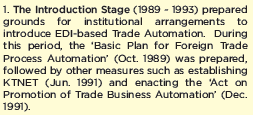 1. The Introduction Stage (1989 - 1993) prepared
grounds for institutional arrangements to
introduce EDI-based Trade Automation. During
this period, the ‘Basic Plan for Foreign Trade
Process Automation’ (Oct. 1989) was prepared,
followed by other measures such as establishing
KTNET (Jun. 1991) and enacting the ‘Act on
Promotion of Trade Business Automation’ (Dec.
1991).